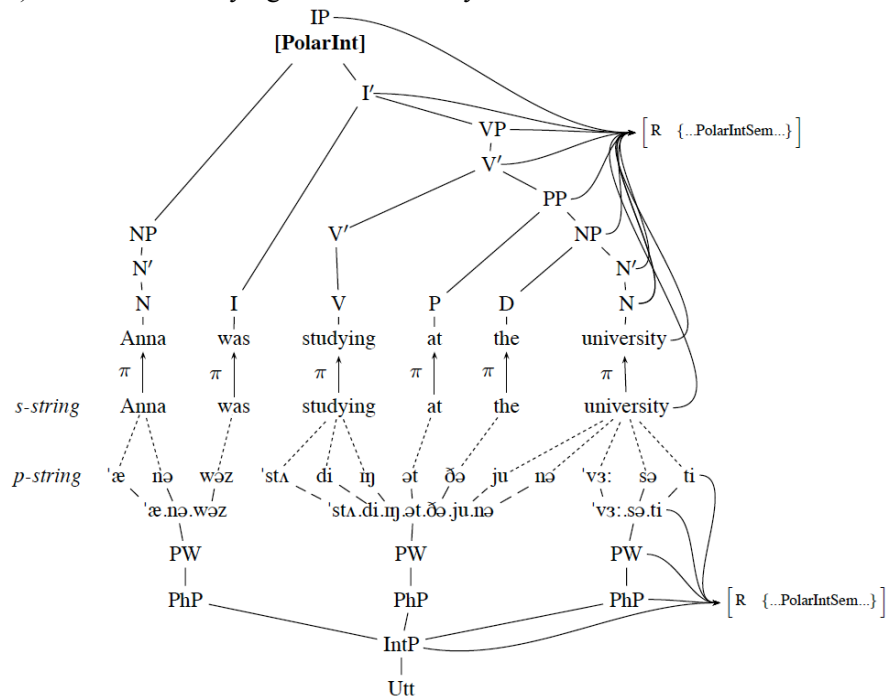 IP
[PolarInt]
I′
VP
[ R {...PolarIntSem...} ]
V′
PP
NP V′ NP
N′ N′
N I V P D N
Anna was studying at the university
π π π π π π
s-string Anna was studying at the university
p-string ˈæ nə wəz ˈstʌ di ɪŋ ət ðə ju nə ˈvɜː sə ti
ˈæ.nə.wəz ˈstʌ.di.ɪŋ.ət.ðə.ju.nə ˈvɜː.sə.ti
PW PW PW
PhP PhP PhP [ R {...PolarIntSem...} ]
IntP
Utt